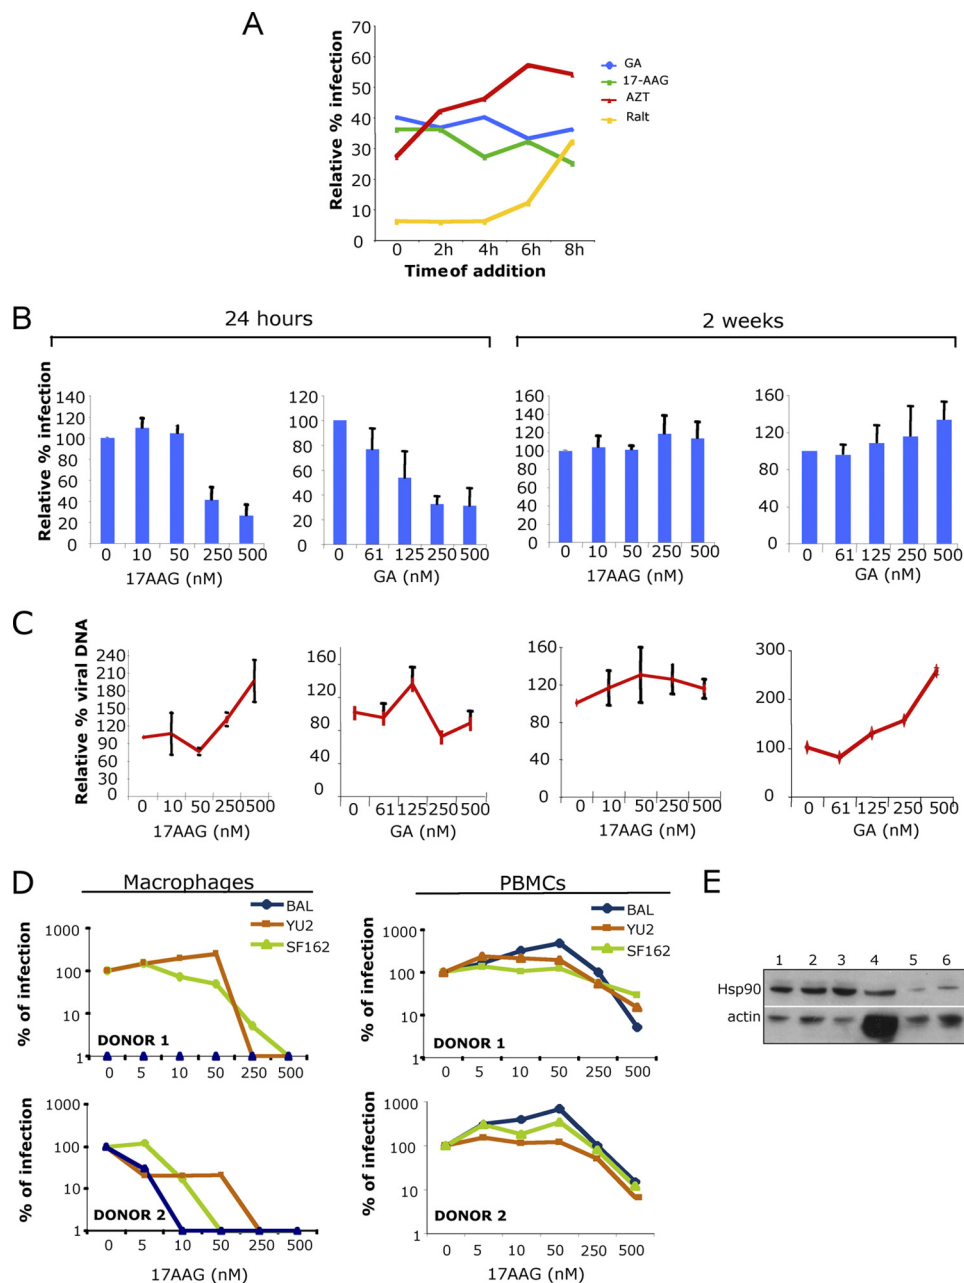 A
Relative % infection
70
60
50
40
30
20
10
0
0 2h 4h 6h 8h
Time of addition
GA
17-AAG
AZT
Ralt
B
24 hours
2 weeks
Relative % infection
140
120
100
80
60
40
20
0
0 10 50 250 500
17AAG (nM)
120
100
80
60
40
20
0 61 125 250 500
GA (nM)
160
140
120
100
80
60
40
20
0
0 10 50 250 500
17AAG (nM)
160
120
80
40
0
0 61 125 250 500
GA (nM)
C
Relative % viral DNA
240
210
180
150
120
90
60
30
0
0 10 50 250 500
17AAG (nM)
160
120
80
40
0
0 61 125 250 500
GA (nM)
160
120
80
40
0
0 10 50 250 500
17AAG (nM)
300
200
100
0
0 61 125 250 500
GA (nM)
D
Macrophages
BAL
YU2
SF162
% of infection
1000
100
10
1
DONOR 1
0 5 10 50 250 500
% of infection
1000
100
10
1
DONOR 2
0 5 10 50 250 500
17AAG (nM)
PBMCs
BAL
YU2
SF162
% of infection
1000
100
10
1
DONOR 1
0 5 10 50 250 500
% of infection
1000
100
10
1
DONOR 2
0 5 10 50 250 500
17AAG (nM)
E
1 2 3 4 5 6
Hsp90
actin